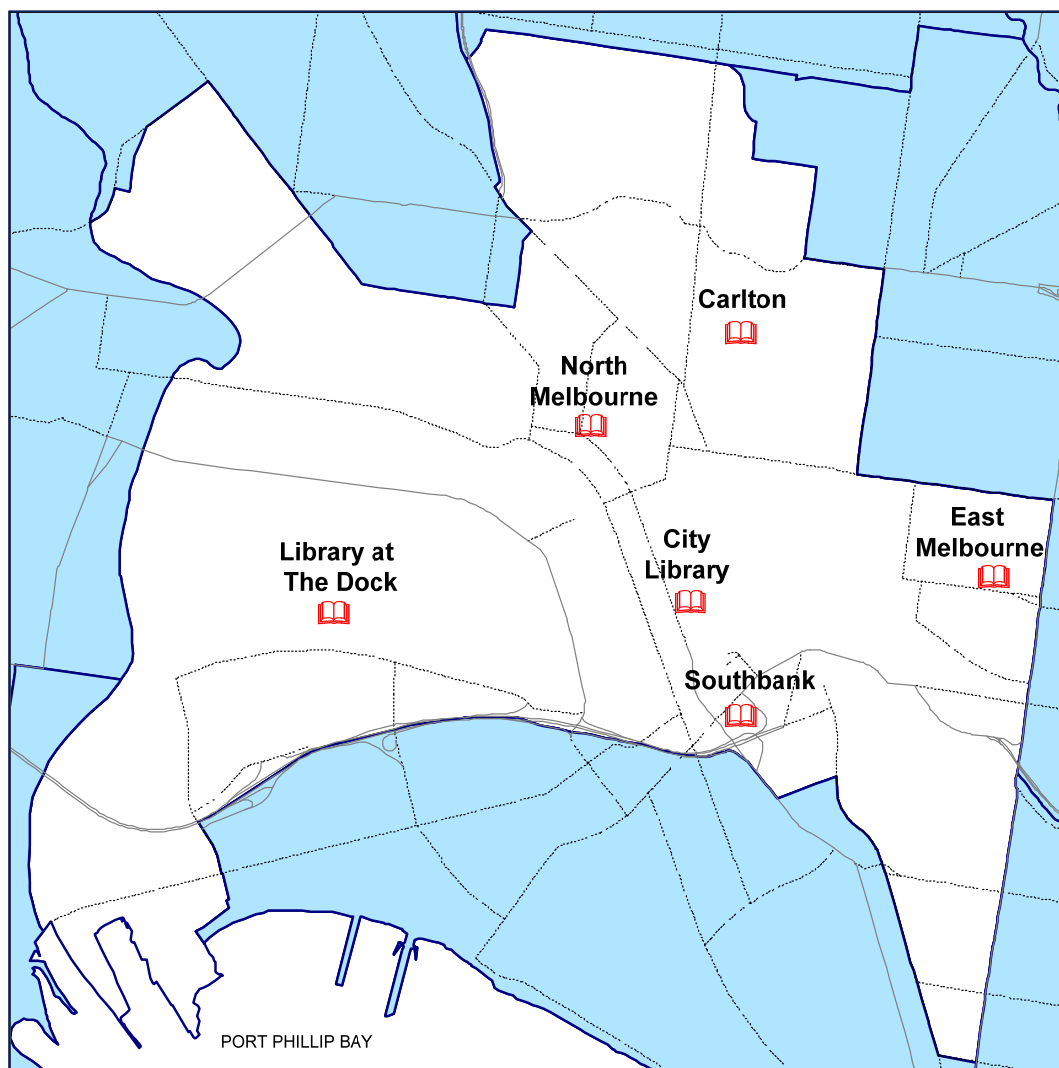 Carlton
North
Melbourne
East
Melbourne
City
Library
Library at
The Dock
Southbank
PORT PHILLIP BAY